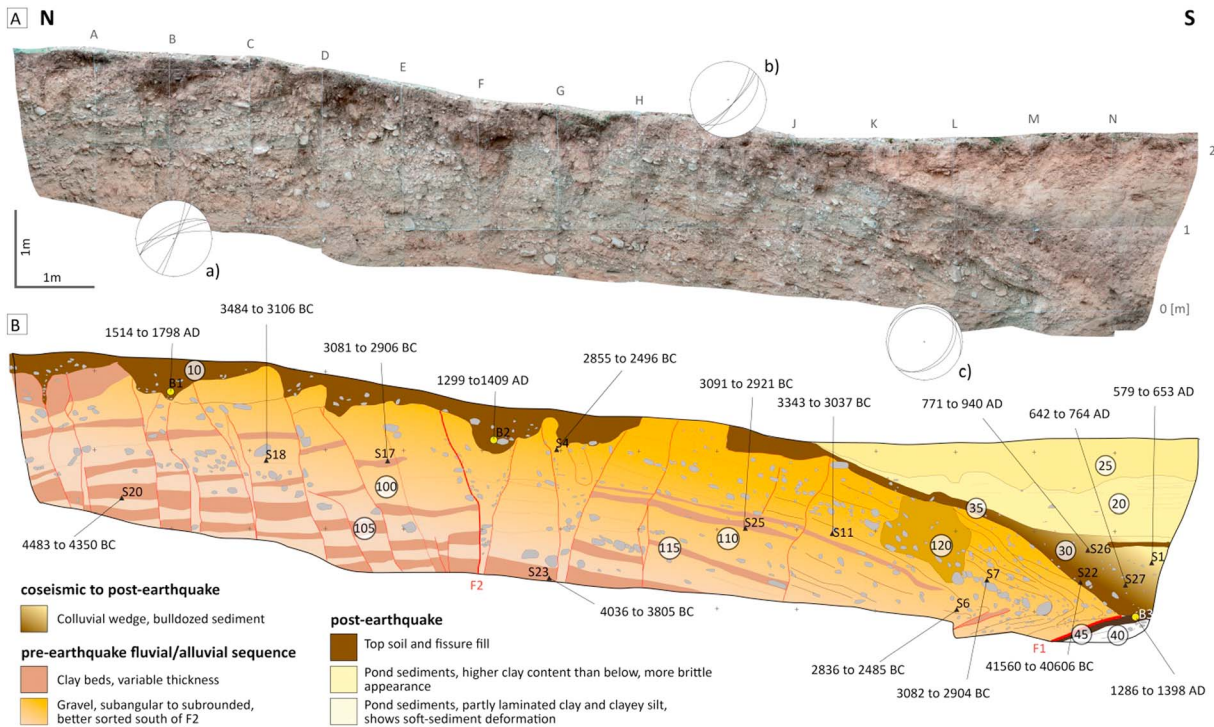 A N S
A B C D E F G H J K L M N
b)
2
1
0 [m]
a)
c)
1m
1m
B
3484 to 3106 BC
1514 to 1798 AD
3081 to 2906 BC
1299 to1409 AD
2855 to 2496 BC
3091 to 2921 BC
3343 to 3037 BC
771 to 940 AD
642 to 764 AD
579 to 653 AD
10
B1
B2
S4
S18
S17
S20
100
105
25
20
35
S25
110
S11
115
120
30
S26
S1
S22
S27
S7
S23
S6
B3
45
40
F2
F1
4483 to 4350 BC
4036 to 3805 BC
2836 to 2485 BC
3082 to 2904 BC
41560 to 40606 BC
1286 to 1398 AD
coseismic to post-earthquake
Colluvial wedge, bulldozed sediment
pre-earthquake fluvial/alluvial sequence
Clay beds, variable thickness
Gravel, subangular to subrounded,
better sorted south of F2
post-earthquake
Top soil and fissure fill
Pond sediments, higher clay content than below, more brittle
appearance
Pond sediments, partly laminated clay and clayey silt,
shows soft-sediment deformation